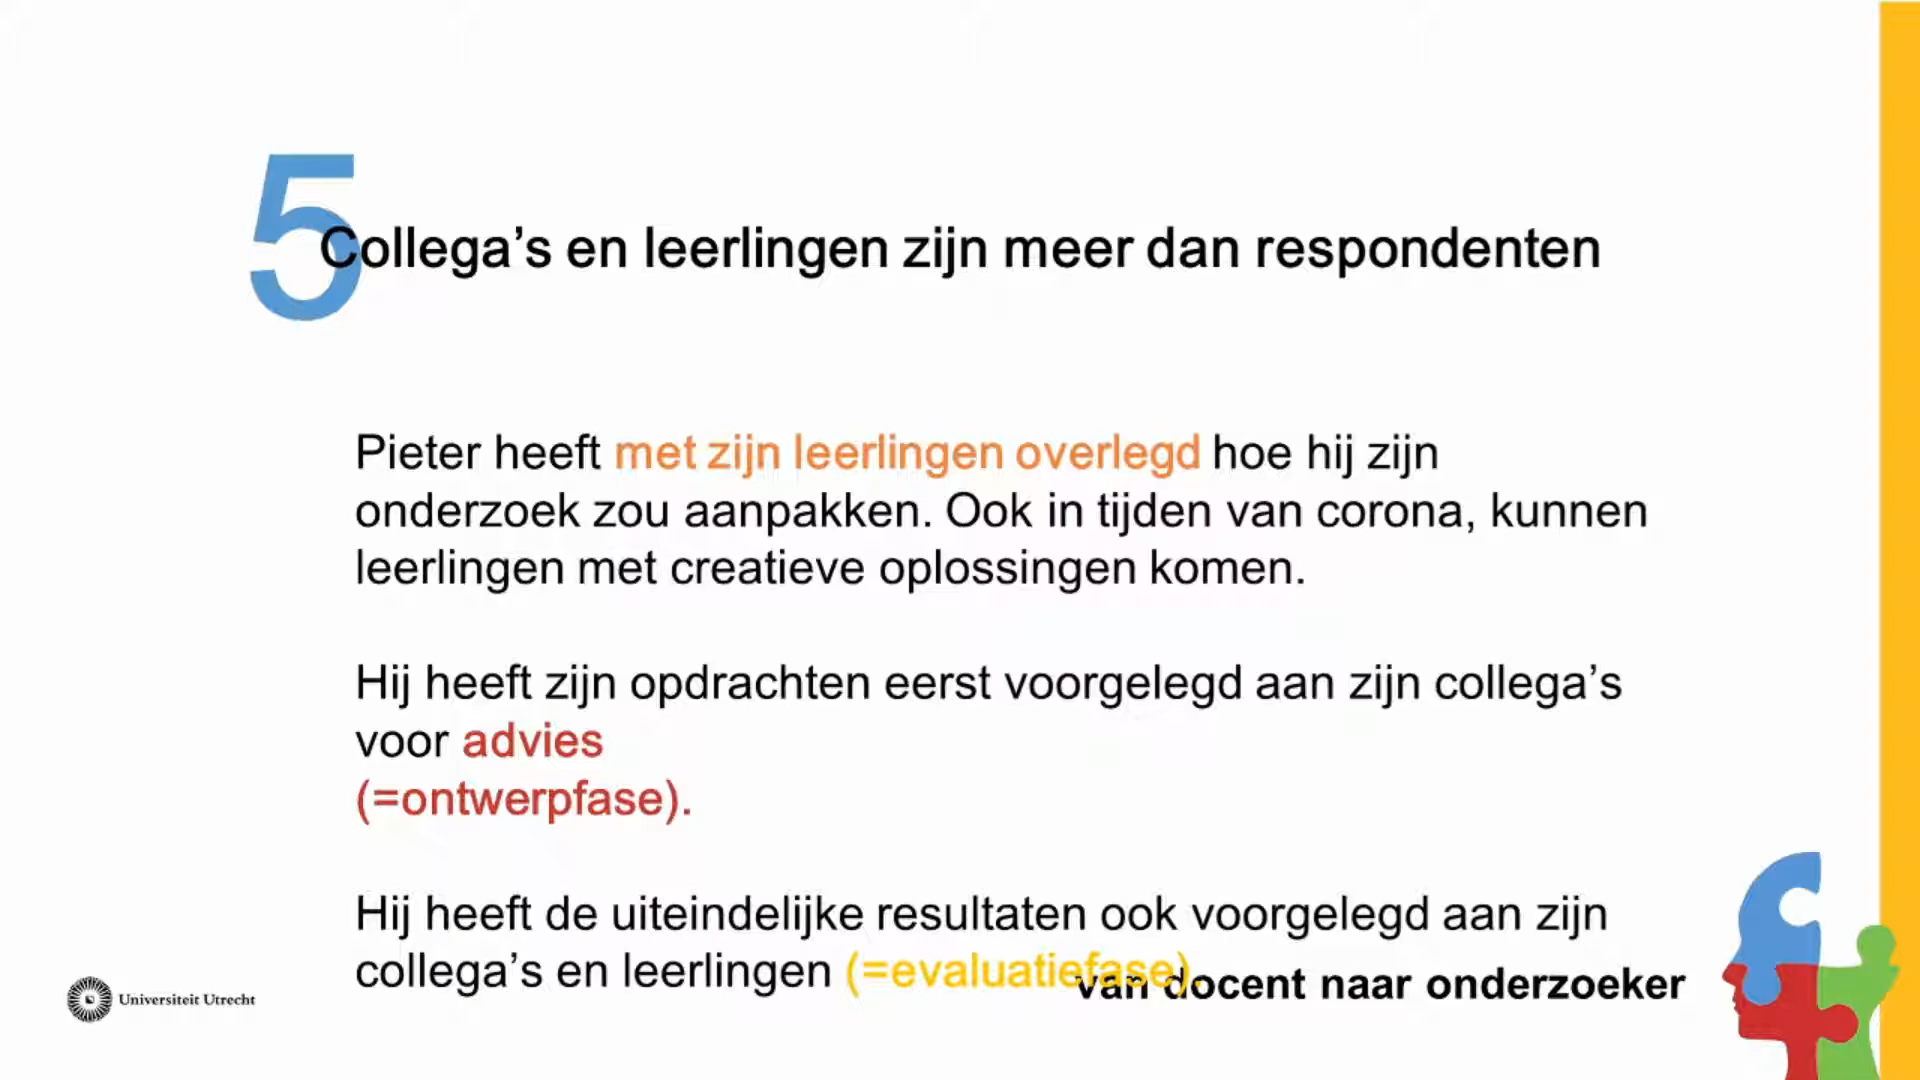 5
Collega’s en leerlingen zijn meer dan respondenten
Pieter heeft met zijn leerlingen overlegd hoe hij zijn
onderzoek zou aanpakken. Ook in tijden van corona, kunnen
leerlingen met creatieve oplossingen komen.
Hij heeft zijn opdrachten eerst voorgelegd aan zijn collega’s
voor advies
(=ontwerpfase).
Hij heeft de uiteindelijke resultaten ook voorgelegd aan zijn
collega’s en leerlingen (=evaluatiefase).
van docent naar onderzoeker
Universiteit Utrecht